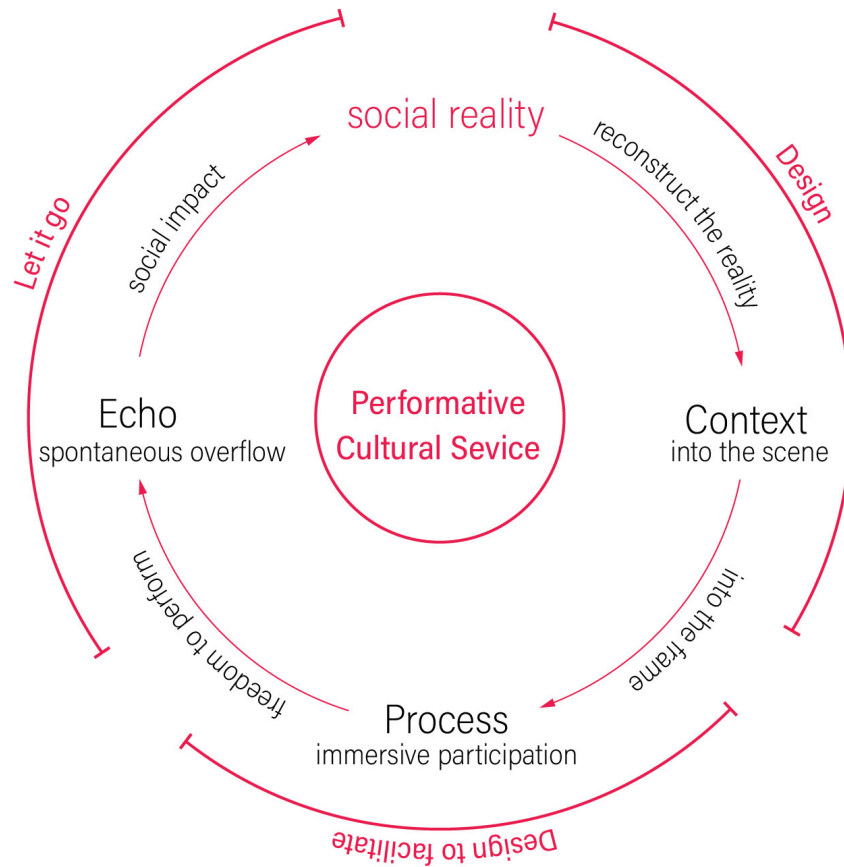 social reality
reconstruct the reality
Design
Context
into the scene
into the frame
Process
immersive participation
Design to facilitate
freedom to perform
Echo
spontaneous overflow
social impact
Let it go
Performative
Cultural Sevice